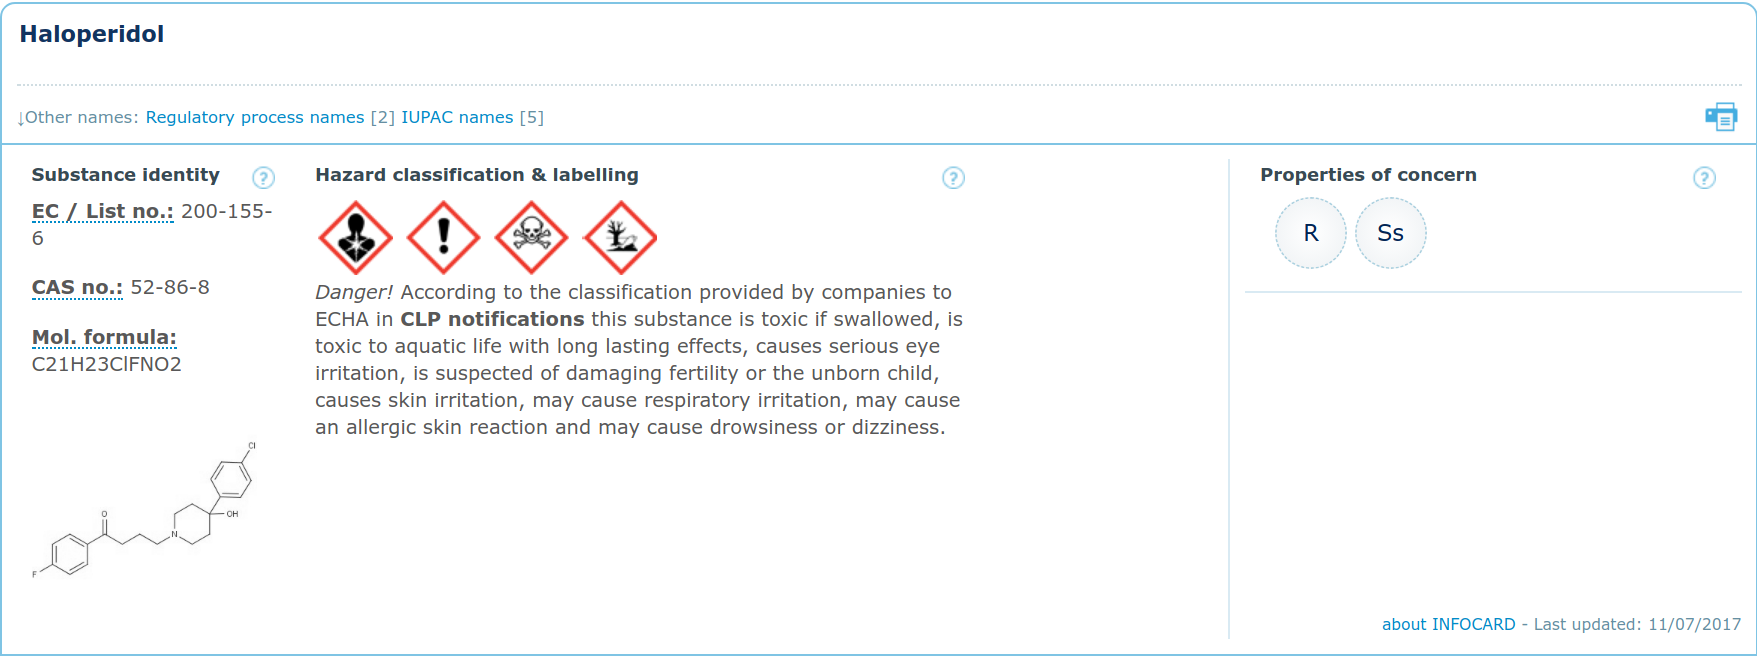 Haloperidol
↓Other names: Regulatory process names [2] IUPAC names [5]
Substance identity ?
EC / List no.: 200-155-
6
CAS no.: 52-86-8
Mol. formula:
C21H23ClFNO2
Cl
OH
O
N
F
Hazard classification & labelling ?
Danger! According to the classification provided by companies to
ECHA in CLP notifications this substance is toxic if swallowed, is
toxic to aquatic life with long lasting effects, causes serious eye
irritation, is suspected of damaging fertility or the unborn child,
causes skin irritation, may cause respiratory irritation, may cause
an allergic skin reaction and may cause drowsiness or dizziness.
Properties of concern ?
R Ss
about INFOCARD - Last updated: 11/07/2017